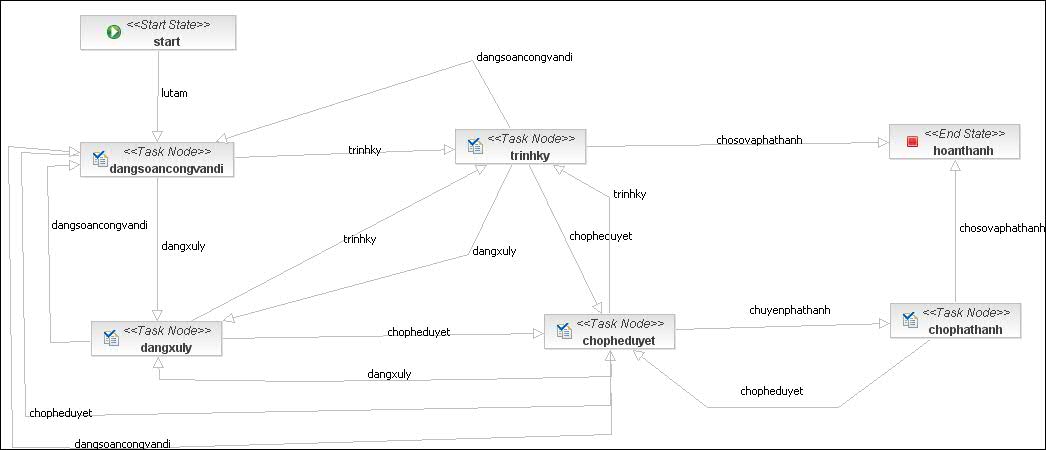 <<Start State>>
start
dangsoancongvandi
lutam
<<Task Node>>
dangsoancongvandi
trinhky
<<Task Node>>
trinhky
chosovaphathanh
<<End State>>
hoanthanh
trinhky
dangsoancongvandi
dangxuly
trinhky
dangxuly
chopheduyet
chosovaphathanh
<<Task Node>>
dangxuly
chopheduyet
<<Task Node>>
chopheduyet
chuyenphathanh
<<Task Node>>
chophathanh
dangxuly
chopheduyet
chopheduyet
dangsoancongvandi